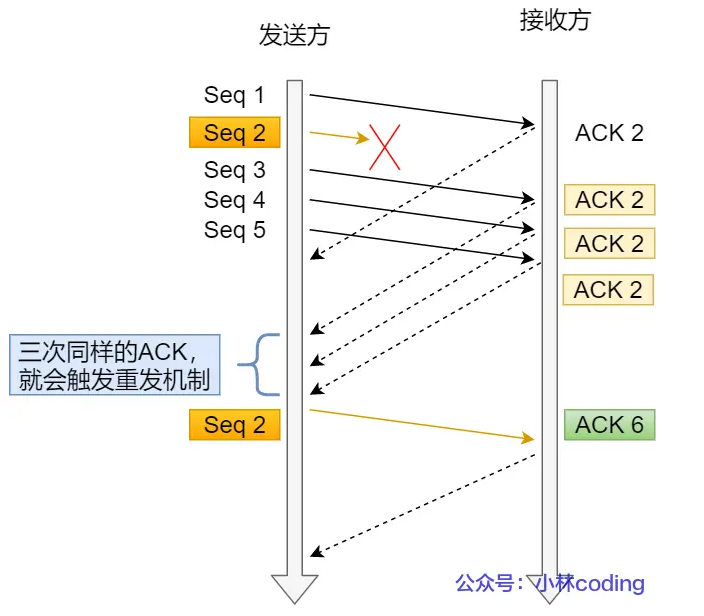 发送方
接收方
Seq 1
Seq 2
ACK 2
Seq 3
Seq 4
Seq 5
ACK 2
ACK 2
ACK 2
三次同样的ACK，
就会触发重发机制
Seq 2
ACK 6
公众号：小林coding